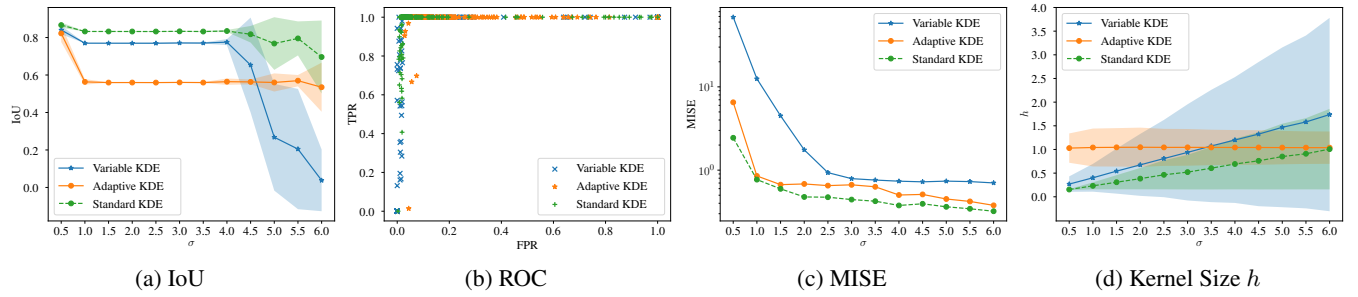 IoU
0.8
0.6
0.4
0.2
0.0
Variable KDE
Adaptive KDE
Standard KDE
0.5 1.0 1.5 2.0 2.5 3.0 3.5 4.0 4.5 5.0 5.5 6.0
σ
(a) IoU
TPR
1.0
0.8
0.6
0.4
0.2
0.0
Variable KDE
Adaptive KDE
Standard KDE
0.0 0.2 0.4 0.6 0.8 1.0
FPR
(b) ROC
MISE
10¹
10⁰
Variable KDE
Adaptive KDE
Standard KDE
0.5 1.0 1.5 2.0 2.5 3.0 3.5 4.0 4.5 5.0 5.5 6.0
σ
(c) MISE
h
4.0
3.5
3.0
2.5
2.0
1.5
1.0
0.5
0.0
Variable KDE
Adaptive KDE
Standard KDE
0.5 1.0 1.5 2.0 2.5 3.0 3.5 4.0 4.5 5.0 5.5 6.0
σ
(d) Kernel Size h